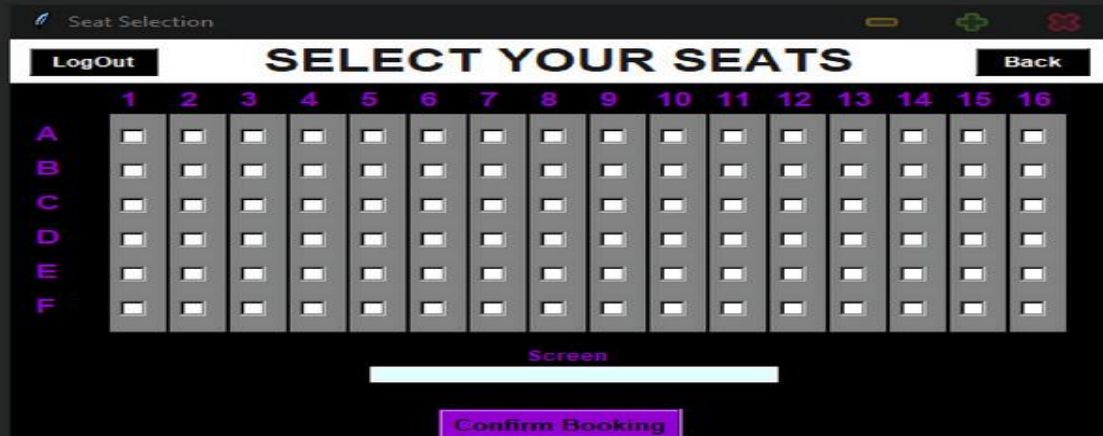 Seat Selection
LogOut SELECT YOUR SEATS Back
1 2 3 4 5 6 7 8 9 10 11 12 13 14 15 16
A
B
C
D
E
F
Screen
Confirm Booking